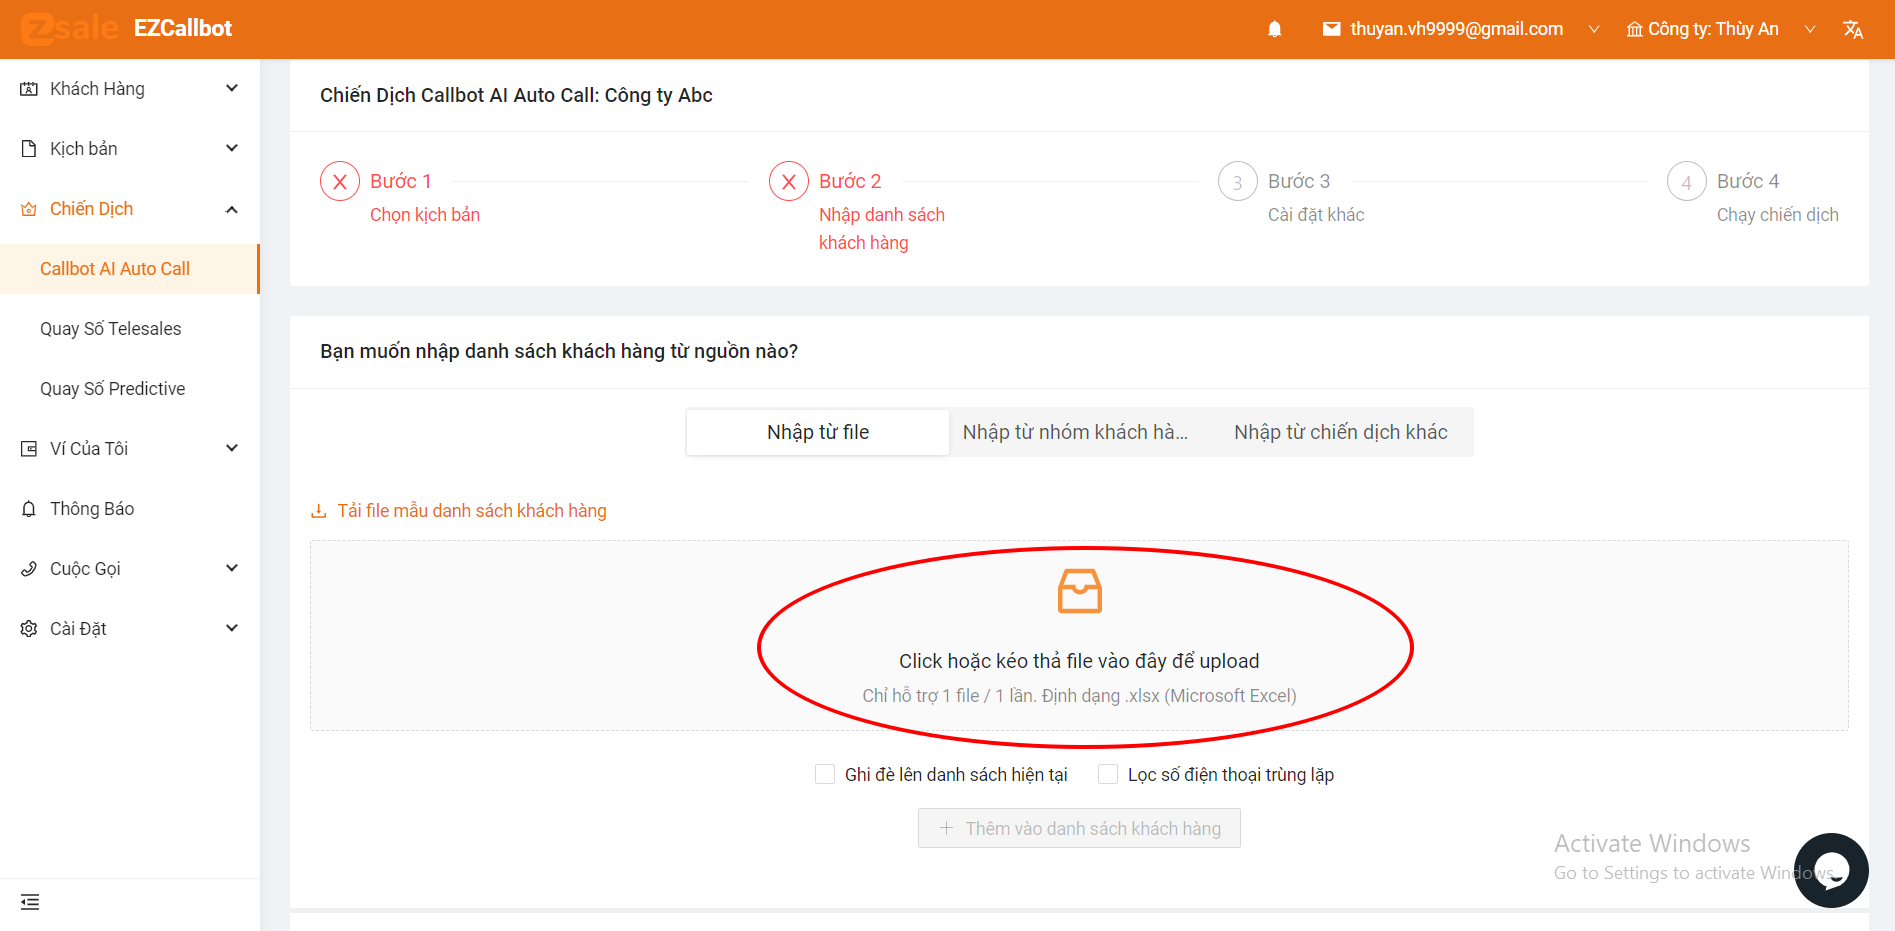 zsale EZCallbot
thuyan.vh9999@gmail.com
Công ty: Thùy An
Khách Hàng
Kịch bản
Chiến Dịch
Callbot AI Auto Call
Quay Số Telesales
Quay Số Predictive
Ví Của Tôi
Thông Báo
Cuộc Gọi
Cài Đặt
Chiến Dịch Callbot AI Auto Call: Công ty Abc
Bước 1
Chọn kịch bản
Bước 2
Nhập danh sách
khách hàng
3 Bước 3
Cài đặt khác
4 Bước 4
Chạy chiến dịch
Bạn muốn nhập danh sách khách hàng từ nguồn nào?
Nhập từ file
Nhập từ nhóm khách hà...
Nhập từ chiến dịch khác
Tải file mẫu danh sách khách hàng
Click hoặc kéo thả file vào đây để upload
Chỉ hỗ trợ 1 file / 1 lần. Định dạng .xlsx (Microsoft Excel)
Ghi đè lên danh sách hiện tại
Lọc số điện thoại trùng lặp
+ Thêm vào danh sách khách hàng
Activate Windows
Go to Settings to activate Windows.